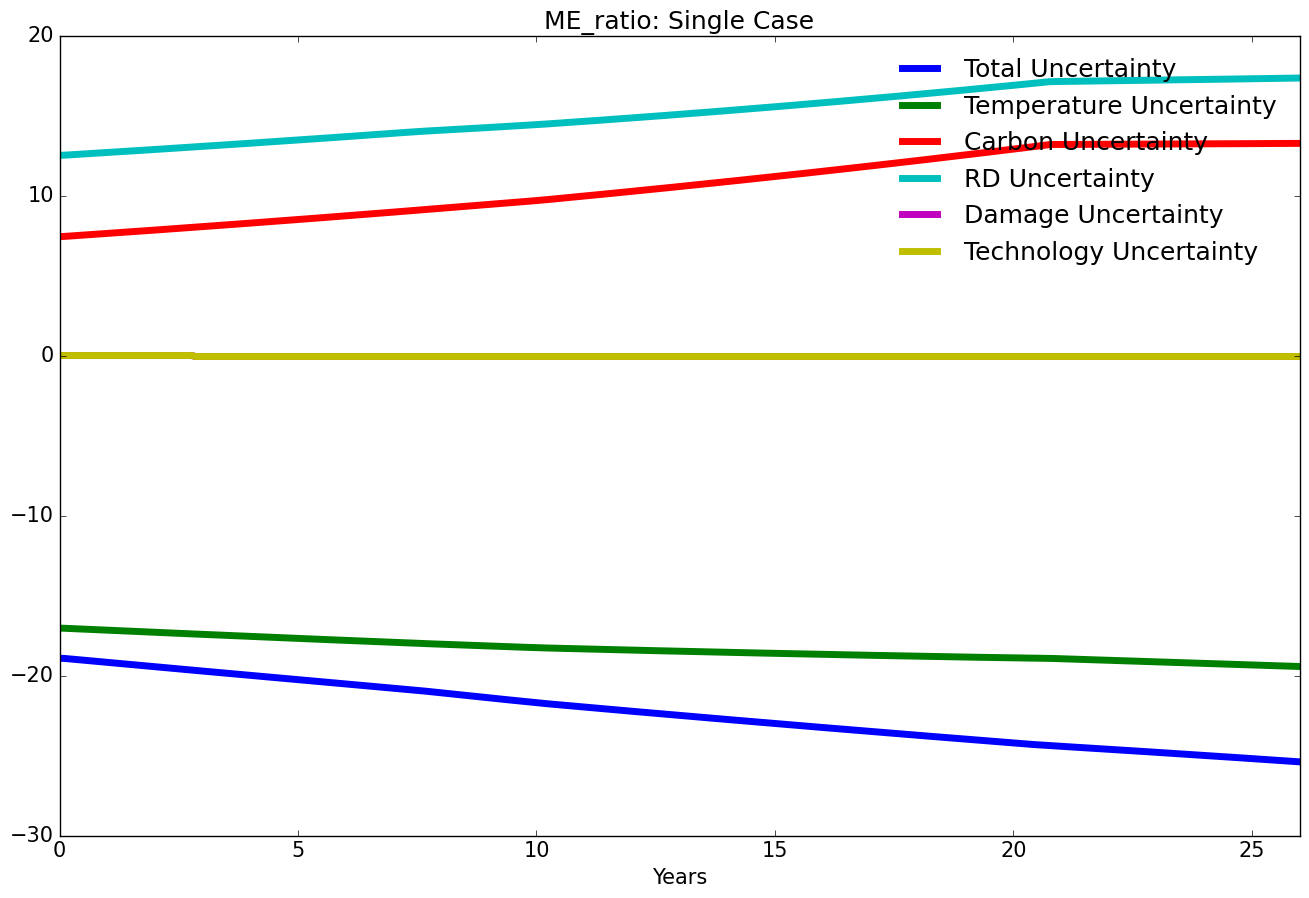 ME_ratio: Single Case
20
10
0
−10
−20
−30
Total Uncertainty
Temperature Uncertainty
Carbon Uncertainty
RD Uncertainty
Damage Uncertainty
Technology Uncertainty
0 5 10 15 20 25
Years